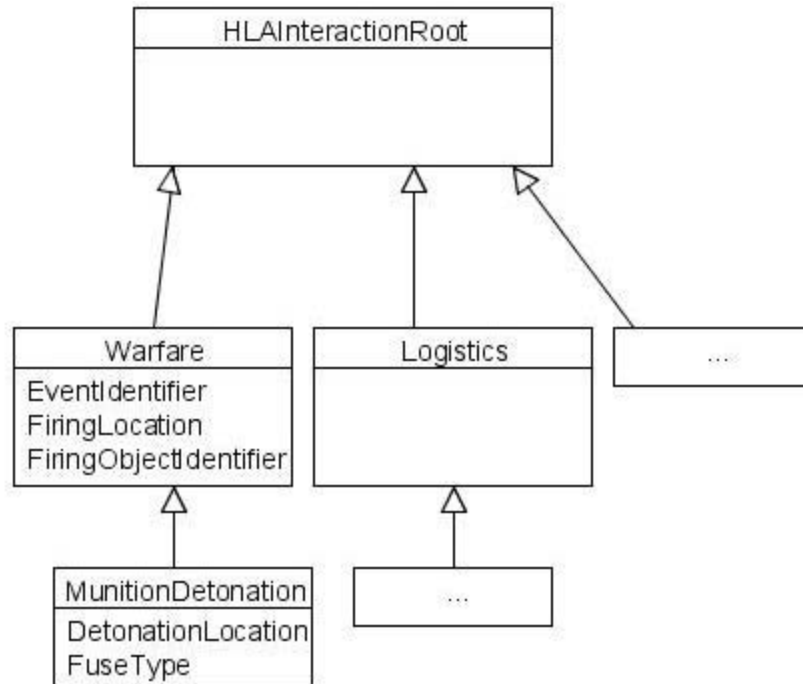 HLAInteractionRoot
Warfare
EventIdentifier
FiringLocation
FiringObjectIdentifier
Logistics
...
MunitionDetonation
DetonationLocation
FuseType
...